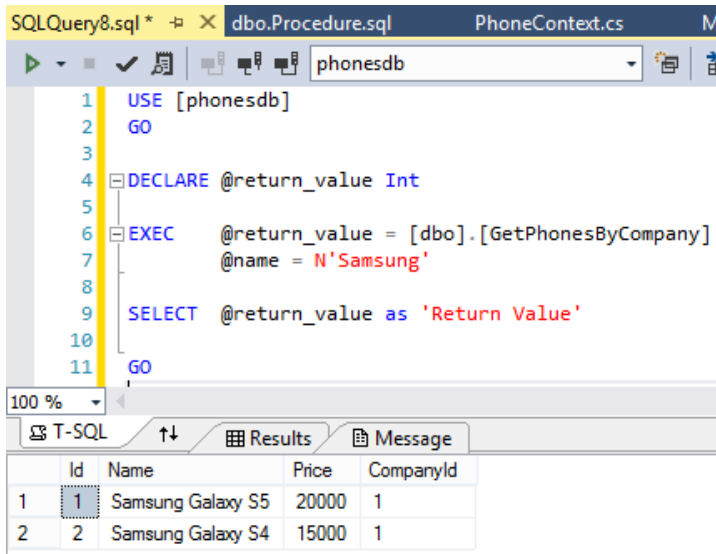 SQLQuery8.sql* dbo.Procedure.sql PhoneContext.cs M
phonesdb
1 USE [phonesdb]
2 GO
3
4 DECLARE @return_value Int
5
6 EXEC @return_value = [dbo].[GetPhonesByCompany]
7 @name = N'Samsung'
8
9 SELECT @return_value as 'Return Value'
10
11 GO
100 %
T-SQL Results Message
Id Name Price CompanyId
1 1 Samsung Galaxy S5 20000 1
2 2 Samsung Galaxy S4 15000 1